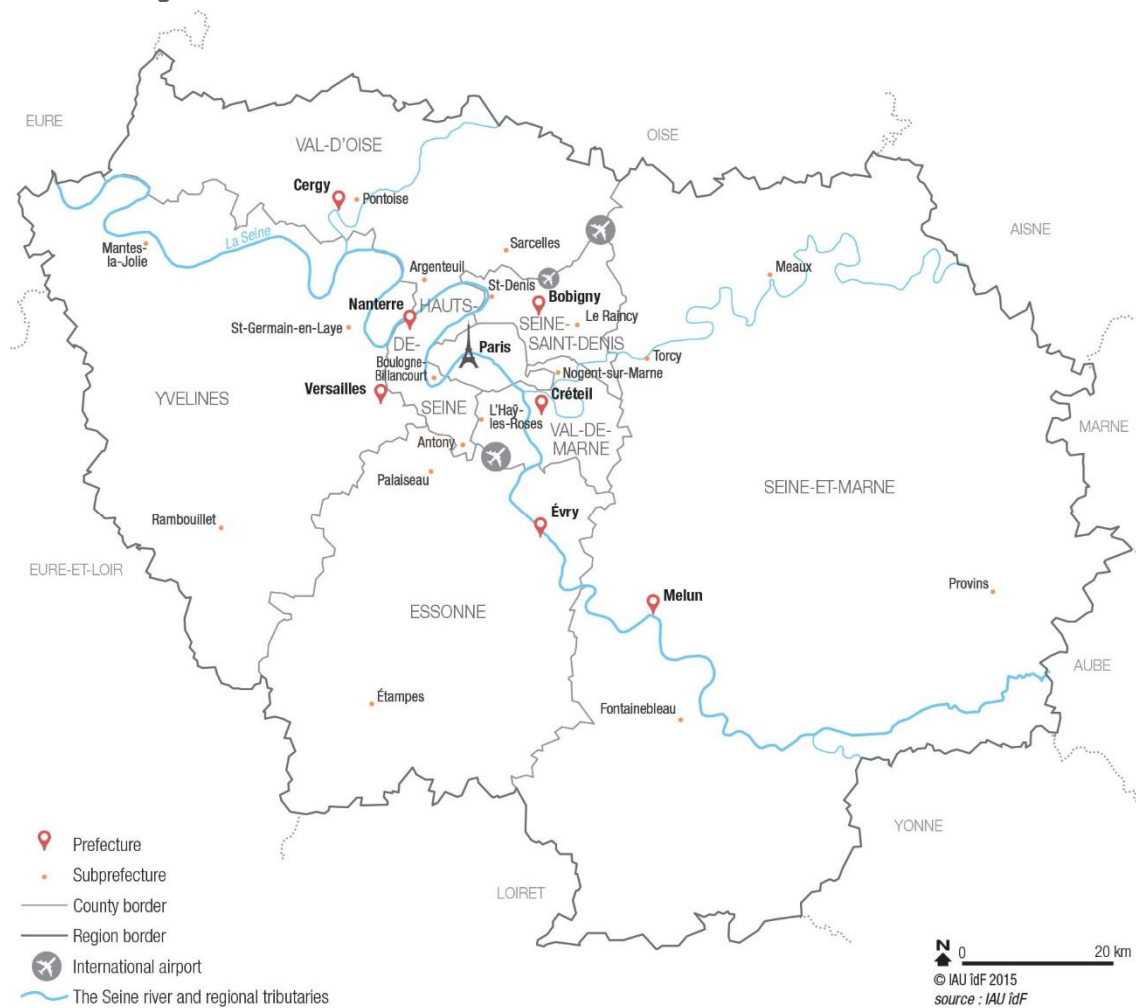 EURE
OISE
VAL-D'OISE
Cergy
Pontoise
AISNE
La Seine
Mantes-
la-Jolie
Sarcelles
Argenteuil
Meaux
St-Denis
HAUTS-
Bobigny
Nanterre
Le Raincy
SEINE-
SAINT-DENIS
St-Germain-en-Laye
DE-
Paris
Torcy
Boulogne-
Billancourt
Nogent-sur-Marne
Versailles
Créteil
YVELINES
SEINE
L'Haÿ-
les-Roses
VAL-DE-
MARNE
MARNE
Antony
Palaiseau
SEINE-ET-MARNE
Évry
Rambouillet
EURE-ET-LOIR
Provins
Melun
ESSONNE
AUBE
Étampes
Fontainebleau
YONNE
LOIRET
Prefecture
Subprefecture
County border
Region border
International airport
The Seine river and regional tributaries
N 0 20 km
© IAU îdF 2015
source : IAU îdF